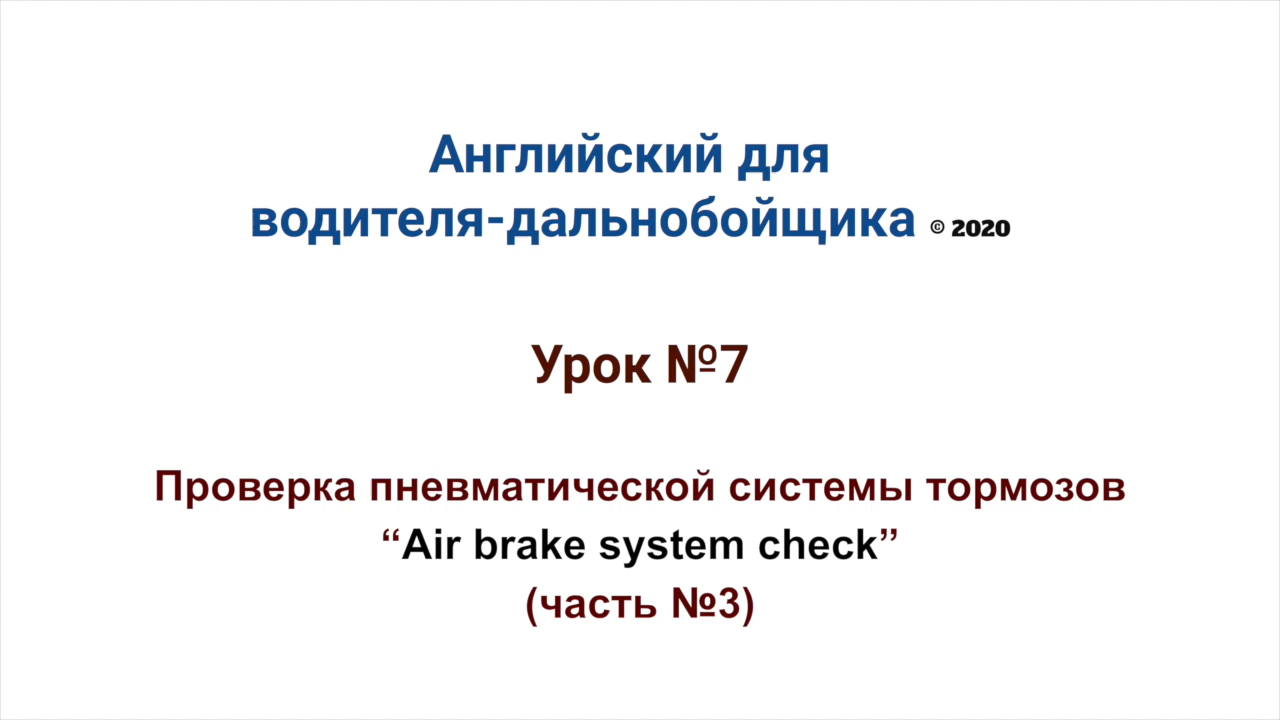 Английский для
водителя-дальнобойщика © 2020
Урок №7
Проверка пневматической системы тормозов
“Air brake system check”
(часть №3)